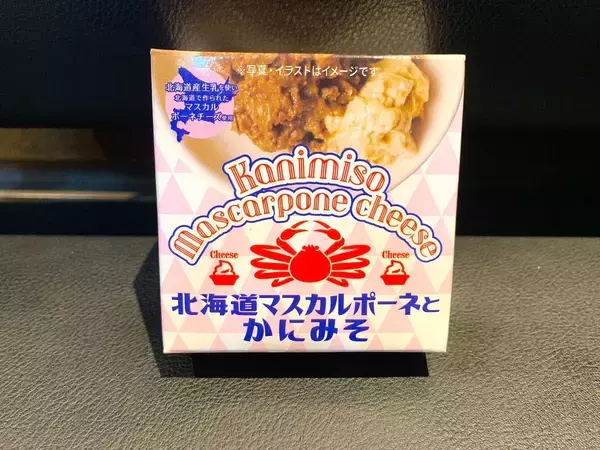 ※写真・イラストはイメージです
北海道産生乳を使い
北海道で作られた
マスカル
ポーネチーズ使用
Kanimiso
Mascarpone cheese
Cheese
Cheese
北海道マスカルポーネと
かにみそ